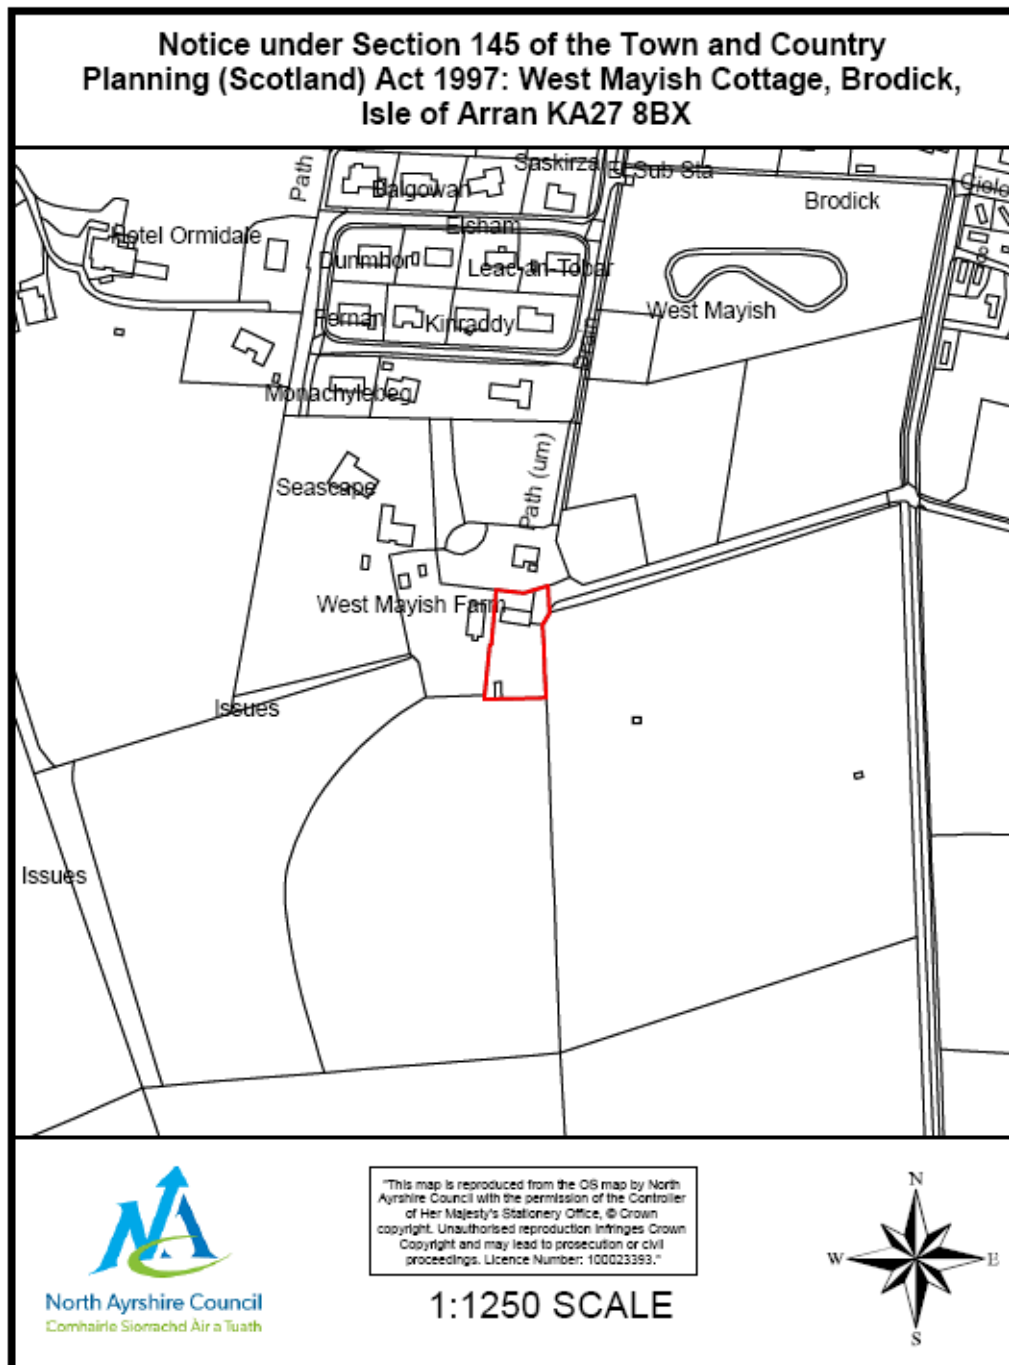 Notice under Section 145 of the Town and Country
Planning (Scotland) Act 1997: West Mayish Cottage, Brodick,
Isle of Arran KA27 8BX
Path
Saskirza
El Sub Sta
Balgowan
Brodick
Hotel Ormidale
Elsham
Dunmhor
Leac-an-Tobar
West Mayish
Fernan
Kinraddy
Drain
Monachylebeg
Seascape
Path (um)
West Mayish Farm
Issues
Issues
"This map is reproduced from the OS map by North
Ayrshire Council with the permission of the Controller
of Her Majesty's Stationery Office, © Crown
copyright. Unauthorised reproduction infringes Crown
Copyright and may lead to prosecution or civil
proceedings. Licence Number: 100023393."
1:1250 SCALE
North Ayrshire Council
Comhairle Siorrachd Àir a Tuath
N
W
E
S